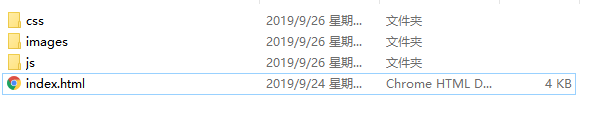 css 2019/9/26 星期... 文件夹
images 2019/9/26 星期... 文件夹
js 2019/9/26 星期... 文件夹
index.html 2019/9/24 星期... Chrome HTML D... 4 KB